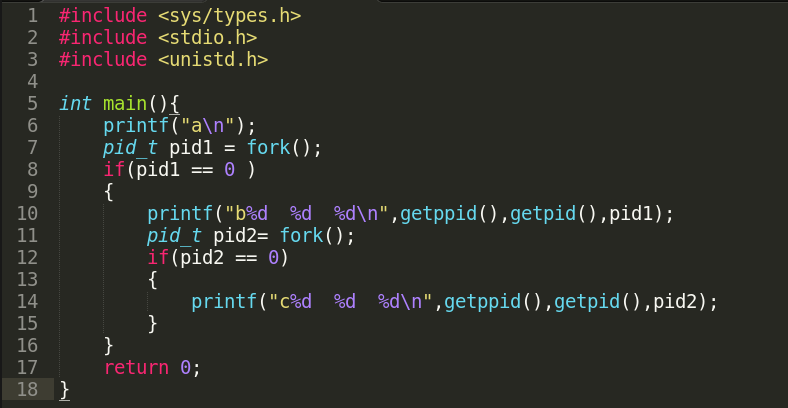 1 #include <sys/types.h>
2 #include <stdio.h>
3 #include <unistd.h>
4
5 int main(){
6     printf("a\n");
7     pid_t pid1 = fork();
8     if(pid1 == 0 )
9     {
10         printf("b%d  %d  %d\n",getppid(),getpid(),pid1);
11         pid_t pid2= fork();
12         if(pid2 == 0)
13         {
14             printf("c%d  %d  %d\n",getppid(),getpid(),pid2);
15         }
16     }
17     return 0;
18 }